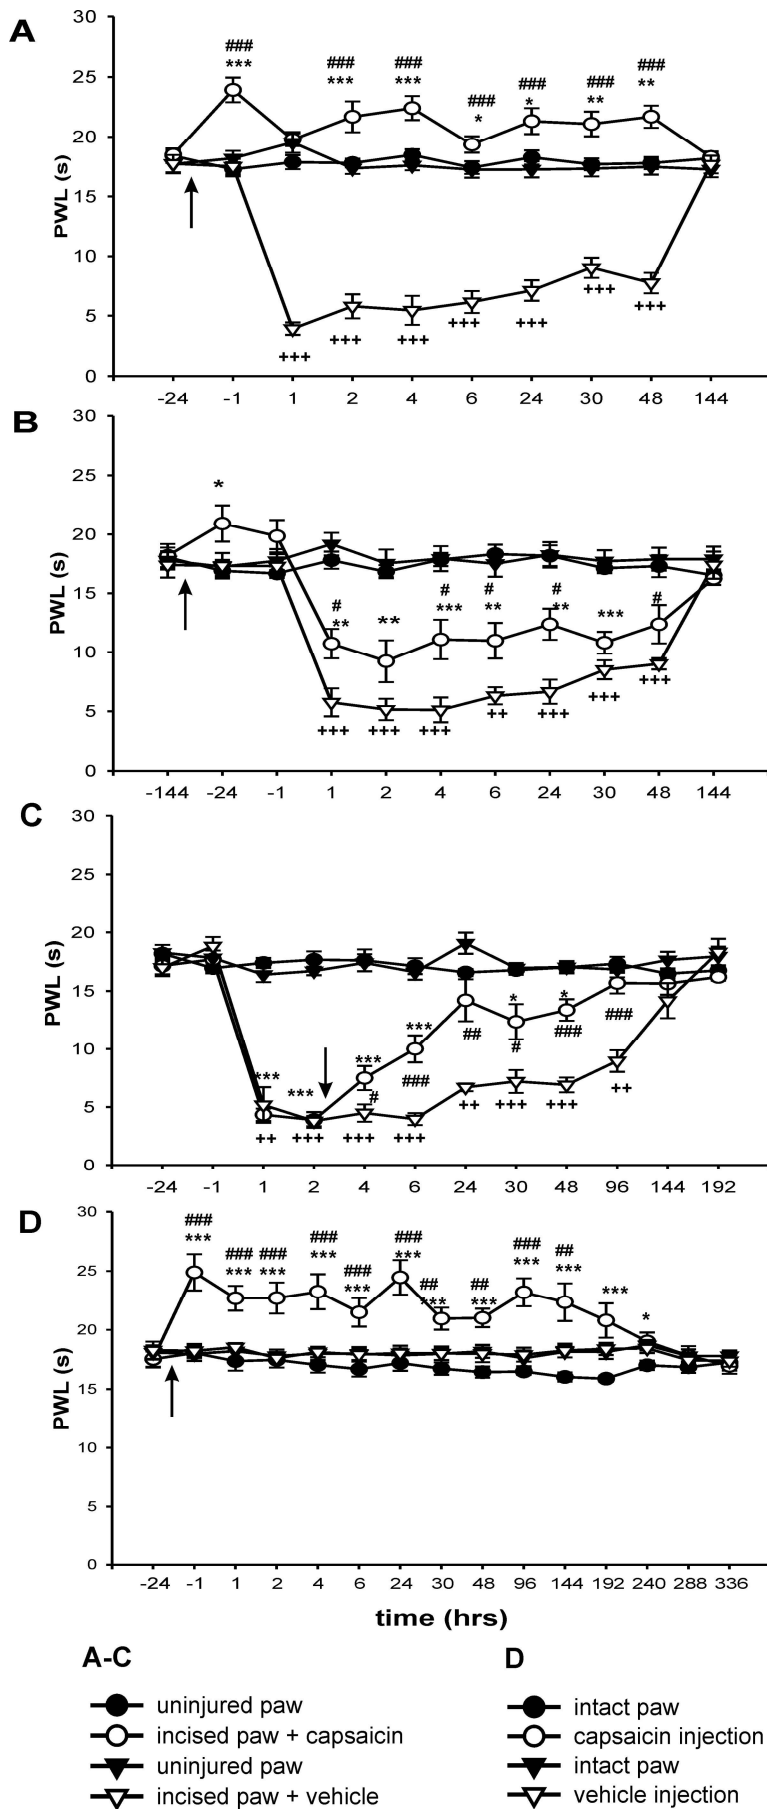 A
PWL (s)
30
25
20
15
10
5
0
### ### ### ### ### ### ###
*** *** *** * * ** **
+++ +++ +++ +++ +++ +++ +++
-24 -1 1 2 4 6 24 30 48 144
B
PWL (s)
30
25
20
15
10
5
0
*
# # # # #
** ** *** ** ** ***
+++ +++ +++ ++ +++ +++ +++
-144 -24 -1 1 2 4 6 24 30 48 144
C
PWL (s)
30
25
20
15
10
5
0
*** *** *** *** * *
# ### ## # ### ###
++ +++ +++ +++ ++ +++ +++ ++
-24 -1 1 2 4 6 24 30 48 96 144 192
D
PWL (s)
30
25
20
15
10
5
0
### ### ### ### ### ### ## ## ### ##
*** *** *** *** *** *** *** *** *** *** *** *
-24 -1 1 2 4 6 24 30 48 96 144 192 240 288 336
time (hrs)
A-C
uninjured paw
incised paw + capsaicin
uninjured paw
incised paw + vehicle
D
intact paw
capsaicin injection
intact paw
vehicle injection